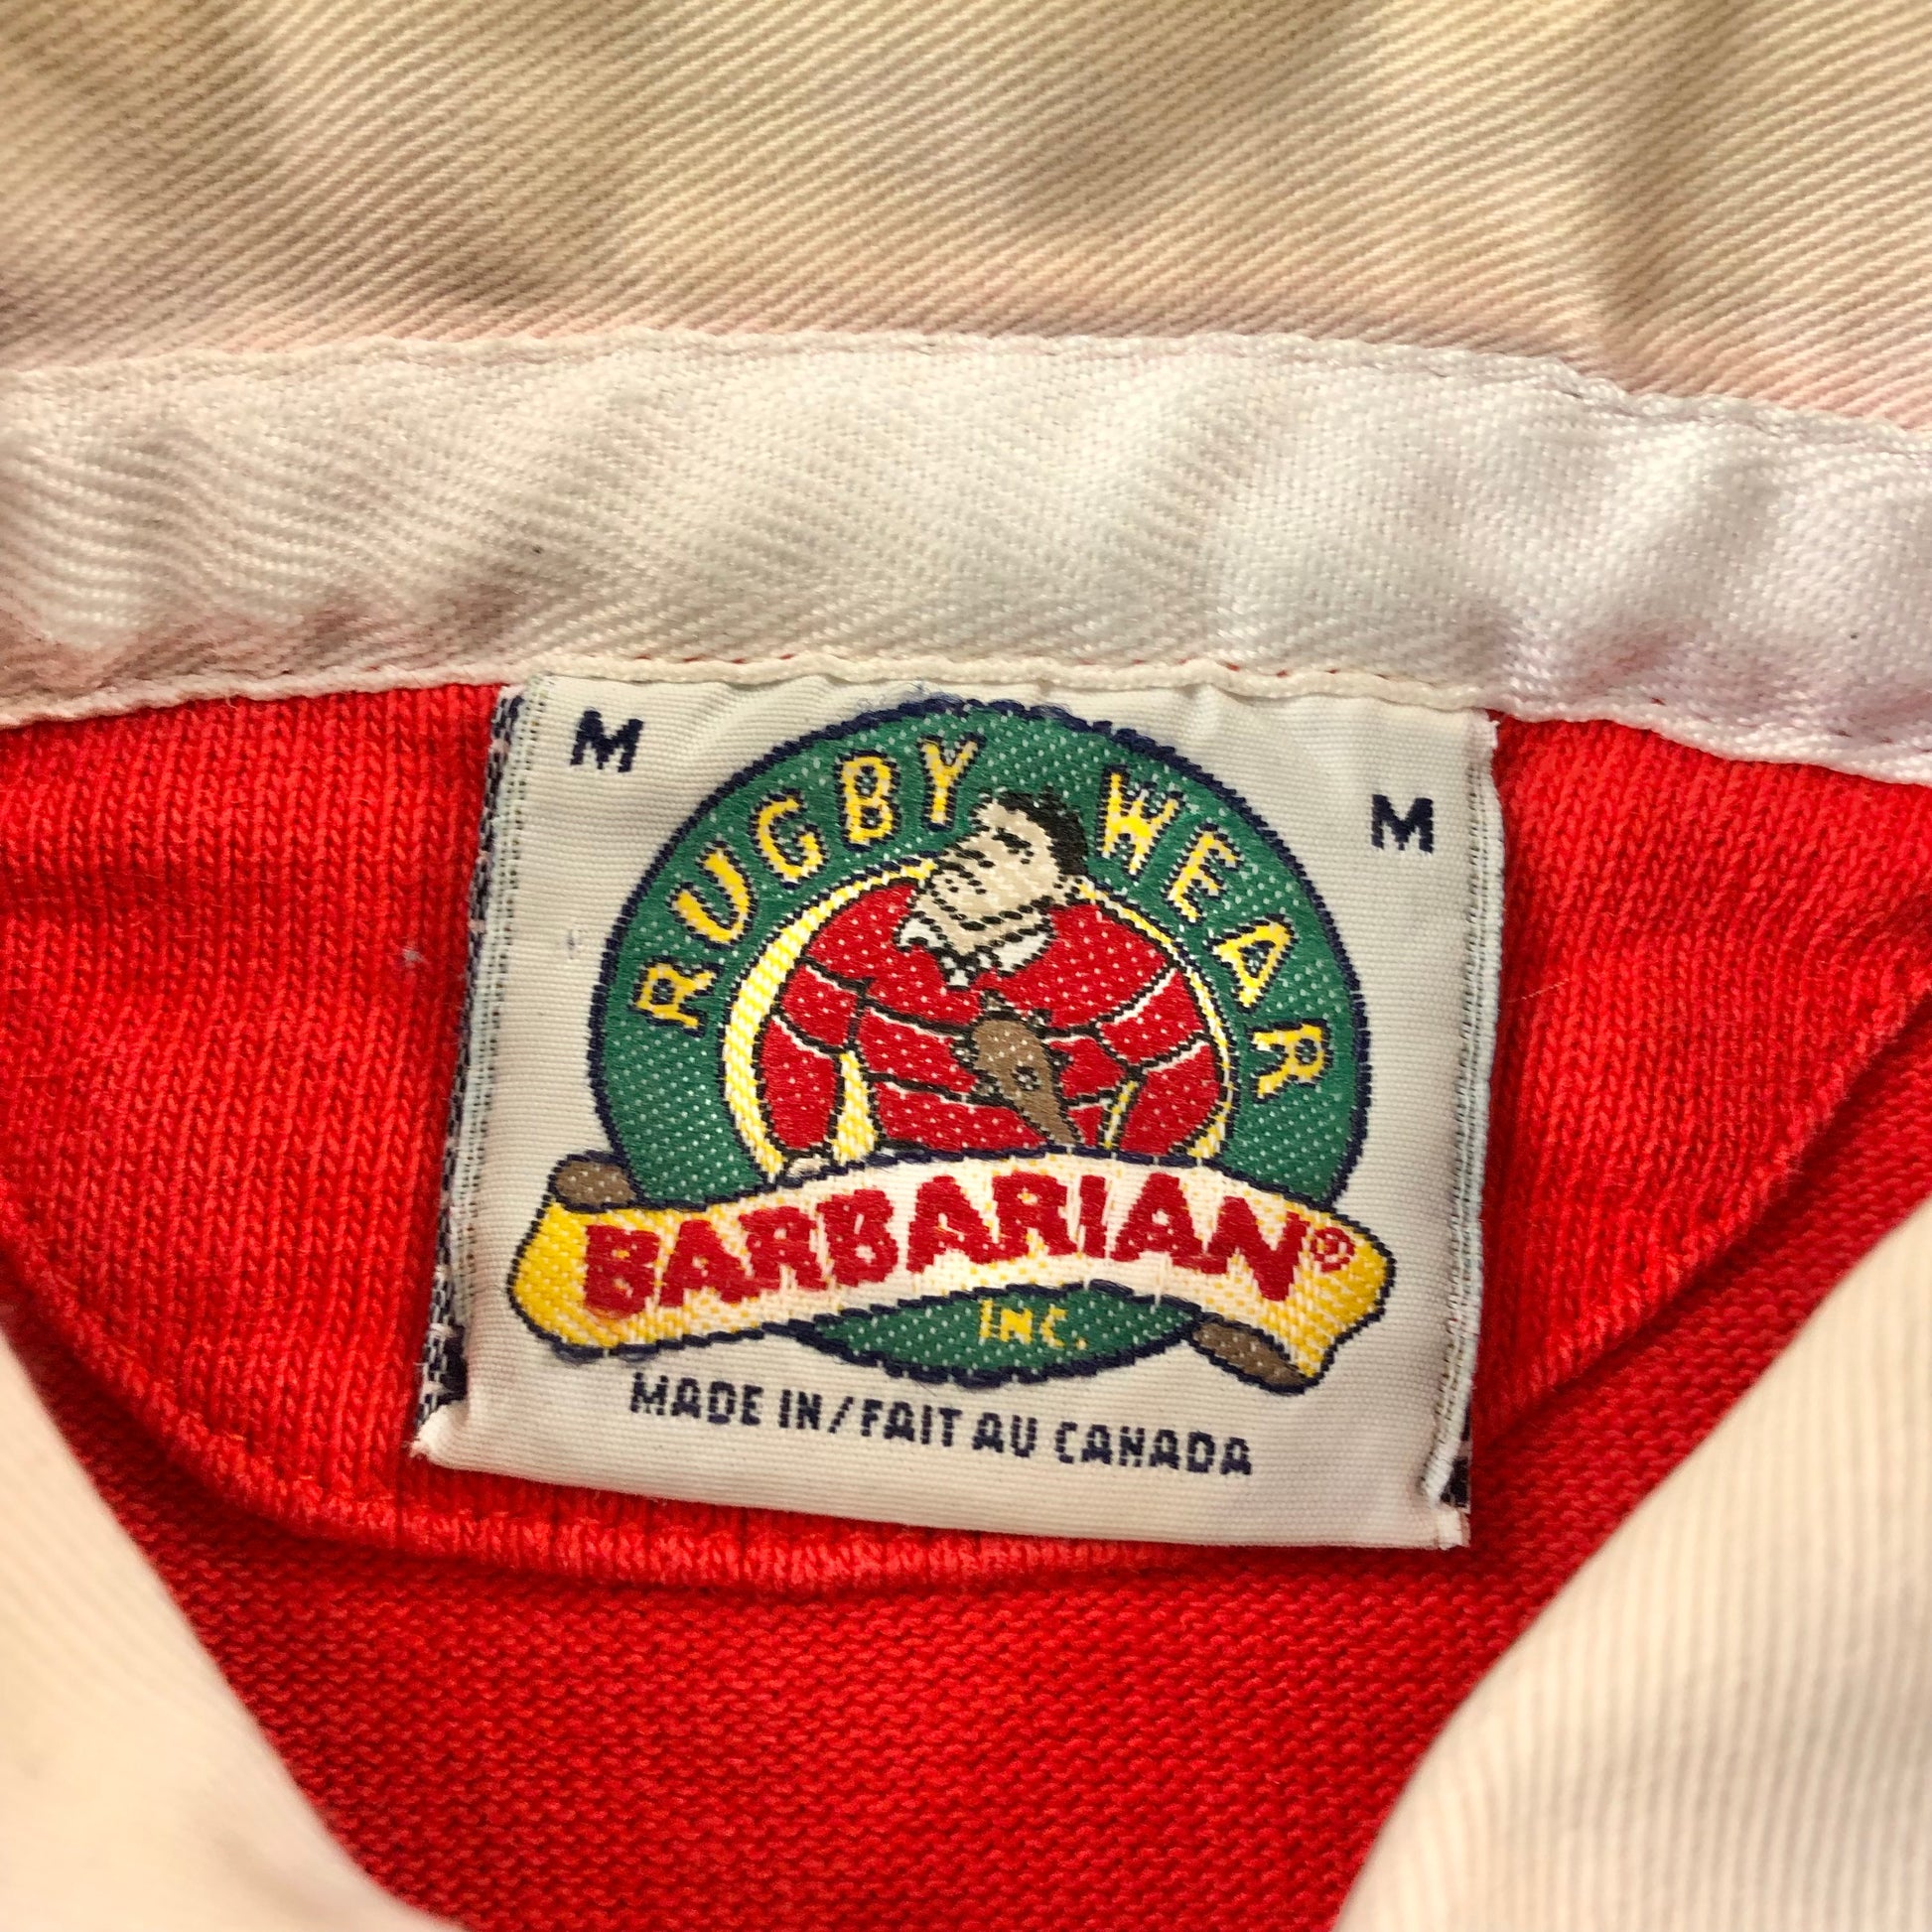 M
M
RUGBY WEAR
BARBARIAN®
INC.
MADE IN/FAIT AU CANADA